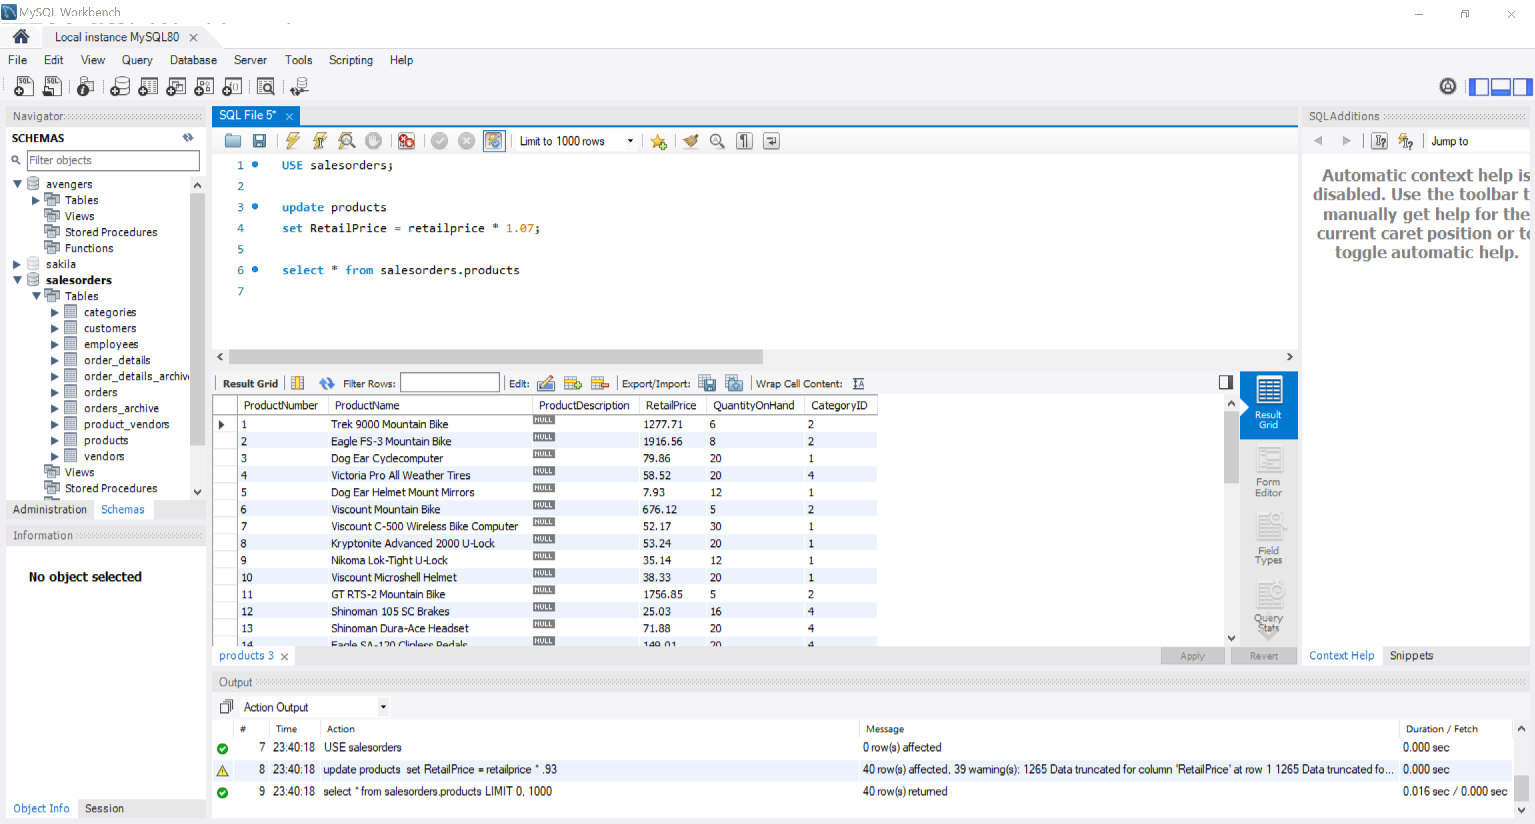 MySQL Workbench
Local instance MySQL80
File Edit View Query Database Server Tools Scripting Help
Navigator
SCHEMAS
Filter objects
avengers
Tables
Views
Stored Procedures
Functions
sakila
salesorders
Tables
categories
customers
employees
order_details
order_details_archiv
orders
orders_archive
product_vendors
products
vendors
Views
Stored Procedures
Administration Schemas
Information
No object selected
Object Info Session
SQL File 5*
Limit to 1000 rows
1 USE salesorders;
2
3 update products
4 set RetailPrice = retailprice * 1.07;
5
6 select * from salesorders.products
7
Result Grid Filter Rows: Edit: Export/Import: Wrap Cell Content: IA
ProductNumber ProductName ProductDescription RetailPrice QuantityOnHand CategoryID
1 Trek 9000 Mountain Bike NULL 1277.71 6 2
2 Eagle FS-3 Mountain Bike NULL 1916.56 8 2
3 Dog Ear Cyclecomputer NULL 79.86 20 1
4 Victoria Pro All Weather Tires NULL 58.52 20 4
5 Dog Ear Helmet Mount Mirrors NULL 7.93 12 1
6 Viscount Mountain Bike NULL 676.12 5 2
7 Viscount C-500 Wireless Bike Computer NULL 52.17 30 1
8 Kryptonite Advanced 2000 U-Lock NULL 53.24 20 1
9 Nikoma Lok-Tight U-Lock NULL 35.14 12 1
10 Viscount Microshell Helmet NULL 38.33 20 1
11 GT RTS-2 Mountain Bike NULL 1756.85 5 2
12 Shinoman 105 SC Brakes NULL 25.03 16 4
13 Shinoman Dura-Ace Headset NULL 71.88 20 4
14 Eagle SA-120 Clipless Pedals NULL 149.01 20 4
Result Grid
Form Editor
Field Types
Query Stats
products 3
Apply Revert
SQLAdditions
Jump to
Automatic context help is
disabled. Use the toolbar t
manually get help for the
current caret position or to
toggle automatic help.
Context Help Snippets
Output
Action Output
# Time Action Message Duration / Fetch
7 23:40:18 USE salesorders 0 row(s) affected 0.000 sec
8 23:40:18 update products set RetailPrice = retailprice * .93 40 row(s) affected, 39 warning(s): 1265 Data truncated for column 'RetailPrice' at row 1 1265 Data truncated fo... 0.000 sec
9 23:40:18 select * from salesorders.products LIMIT 0, 1000 40 row(s) returned 0.016 sec / 0.000 sec